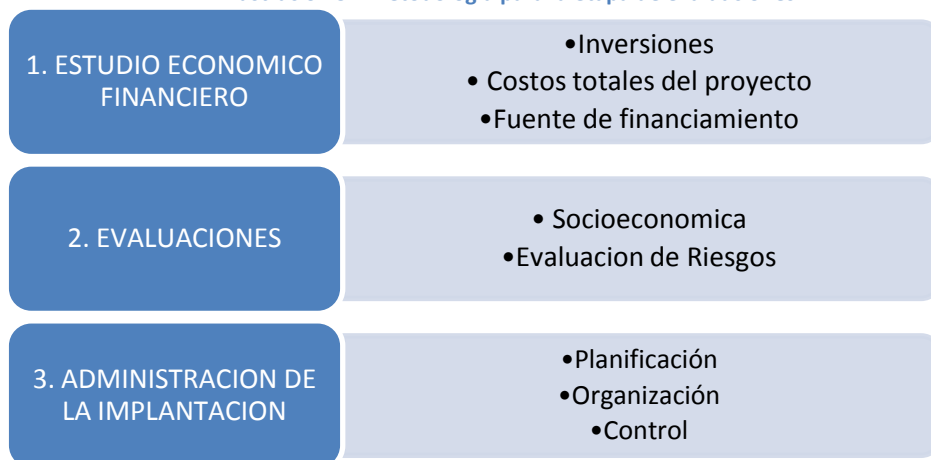 1. ESTUDIO ECONOMICO
FINANCIERO
•Inversiones
• Costos totales del proyecto
•Fuente de financiamiento
2. EVALUACIONES
• Socioeconomica
•Evaluacion de Riesgos
3. ADMINISTRACION DE
LA IMPLANTACION
•Planificación
•Organización
•Control